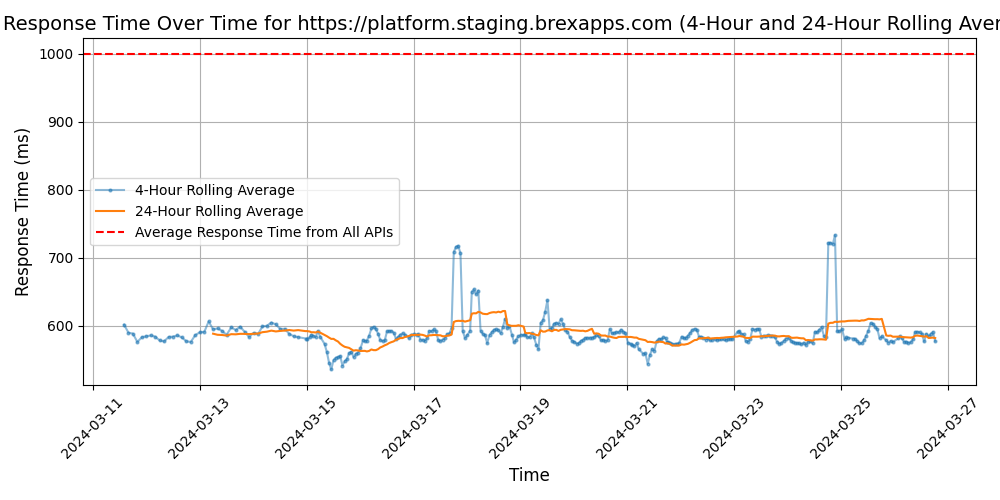 Response Time Over Time for https://platform.staging.brexapps.com (4-Hour and 24-Hour Rolling Aver
1000
900
800
700
600
Response Time (ms)
4-Hour Rolling Average
24-Hour Rolling Average
Average Response Time from All APIs
2024-03-11
2024-03-13
2024-03-15
2024-03-17
2024-03-19
2024-03-21
2024-03-23
2024-03-25
2024-03-27
Time